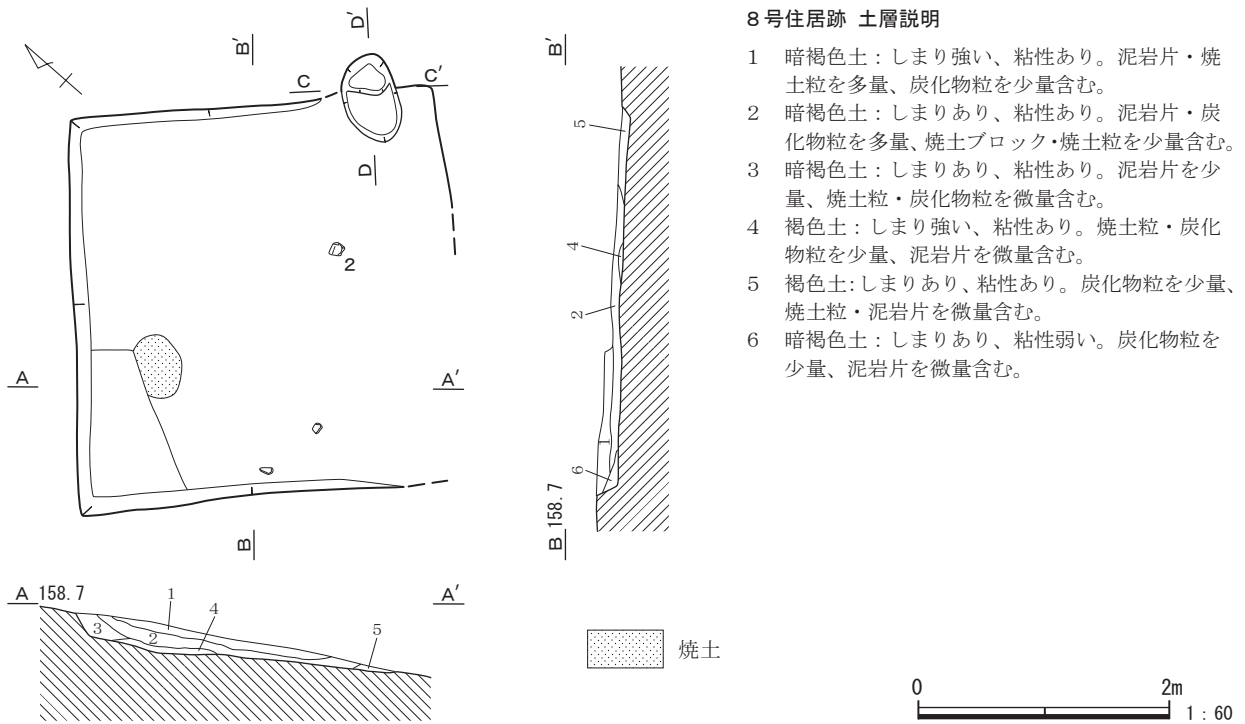 8号住居跡 土層説明
1 暗褐色土：しまり強い、粘性あり。泥岩片・焼
土粒を多量、炭化物粒を少量含む。
2 暗褐色土：しまりあり、粘性あり。泥岩片・炭
化物粒を多量、焼土ブロック・焼土粒を少量含む。
3 暗褐色土：しまりあり、粘性あり。泥岩片を少
量、焼土粒・炭化物粒を微量含む。
4 褐色土：しまり強い、粘性あり。焼土粒・炭化
物粒を少量、泥岩片を微量含む。
5 褐色土：しまりあり、粘性あり。炭化物粒を少量、
焼土粒・泥岩片を微量含む。
6 暗褐色土：しまりあり、粘性弱い。炭化物粒を
少量、泥岩片を微量含む。
B′
D′
C
C′
D
2
A
A′
B
B′
5
4
2
6
B 158.7
A 158.7
A′
1
4
3
2
5
焼土
0
2m
1：60